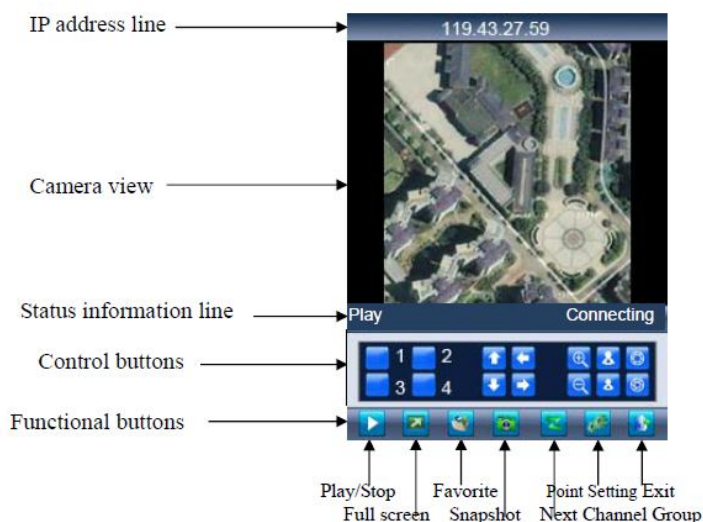 IP address line
119.43.27.59
Camera view
Status information line
Play Connecting
Control buttons
1 2
3 4
Functional buttons
Play/Stop Favorite Point Setting Exit
Full screen Snapshot Next Channel Group